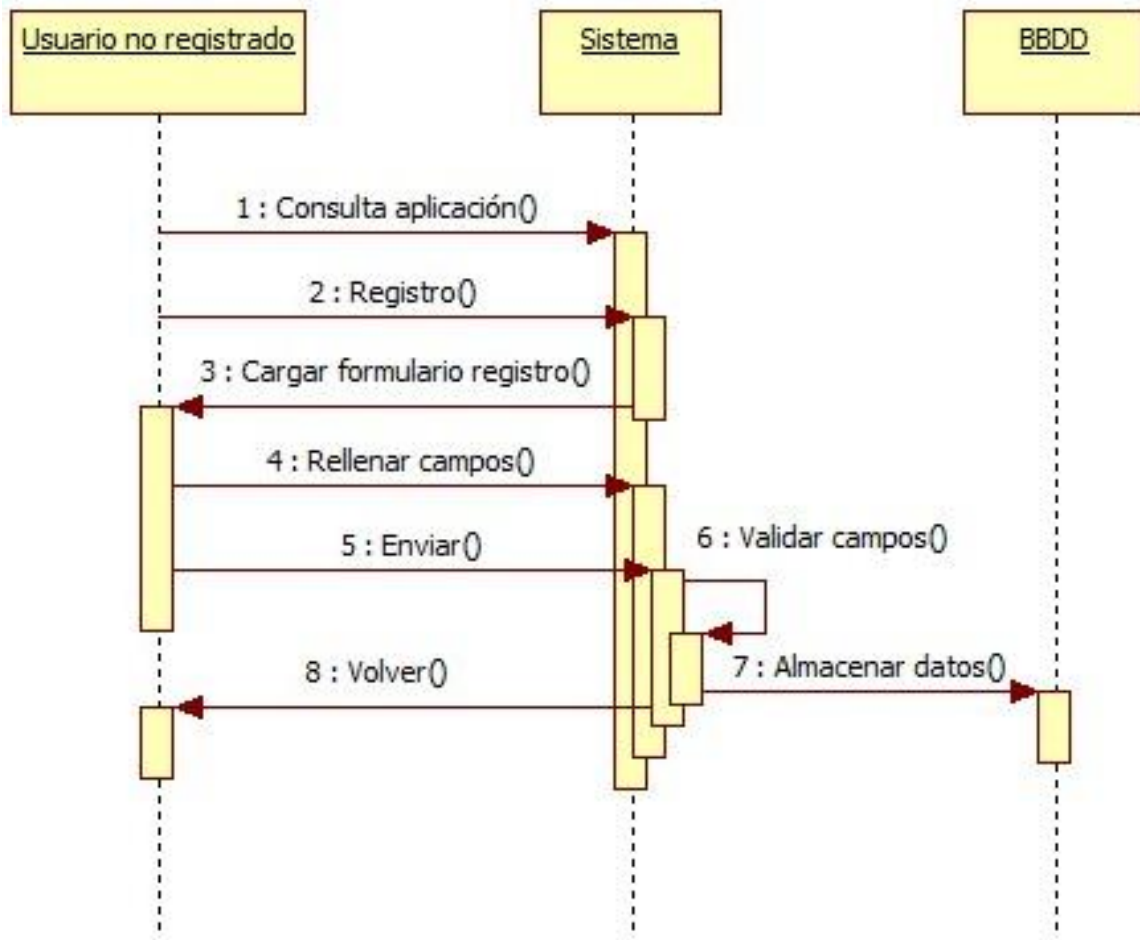 Usuario no registrado
Sistema
BBDD
1 : Consulta aplicación()
2 : Registro()
3 : Cargar formulario registro()
4 : Rellenar campos()
5 : Enviar()
6 : Validar campos()
7 : Almacenar datos()
8 : Volver()